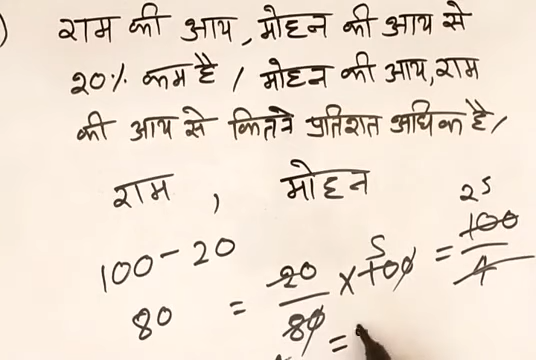 राम की आय, मोहन की आय से
20% कम है / मोहन की आय, राम
की आय से कितने प्रतिशत अधिक है /
राम , मोहन
100-20
80 = 20/80 × 100 = 100/4
5
25
=